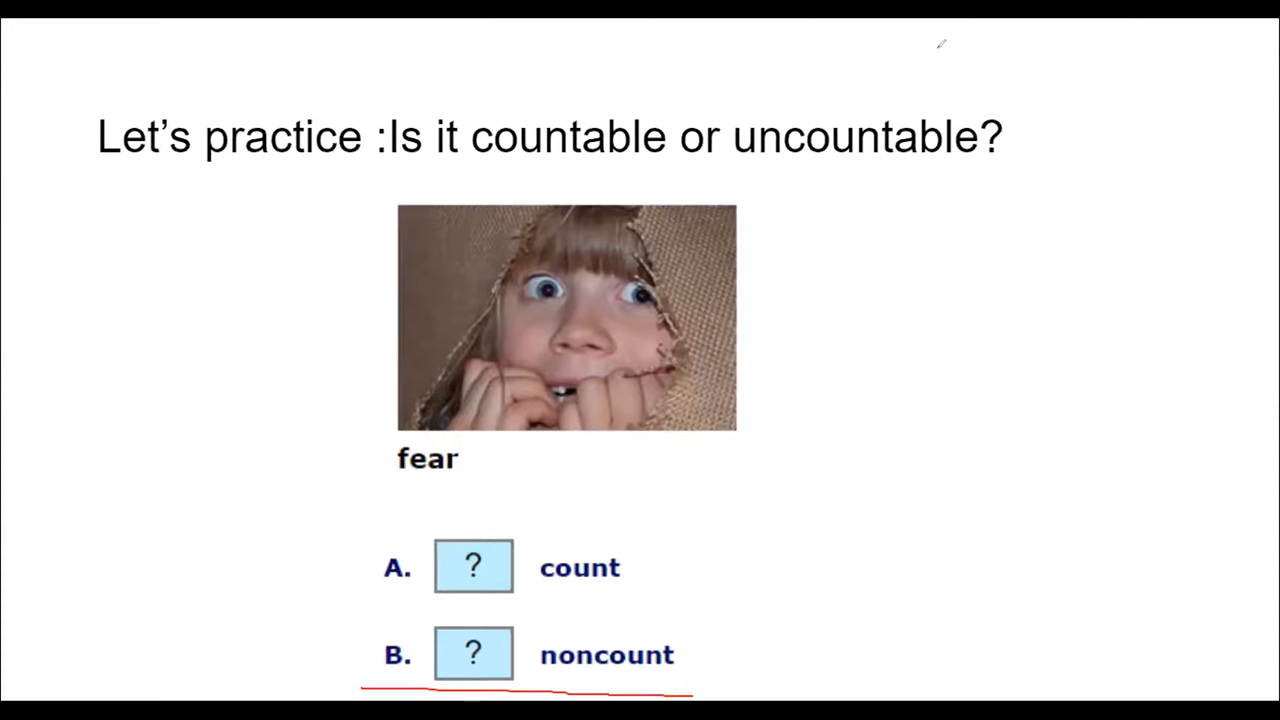 Let's practice :Is it countable or uncountable?
fear
A. ? count
B. ? noncount